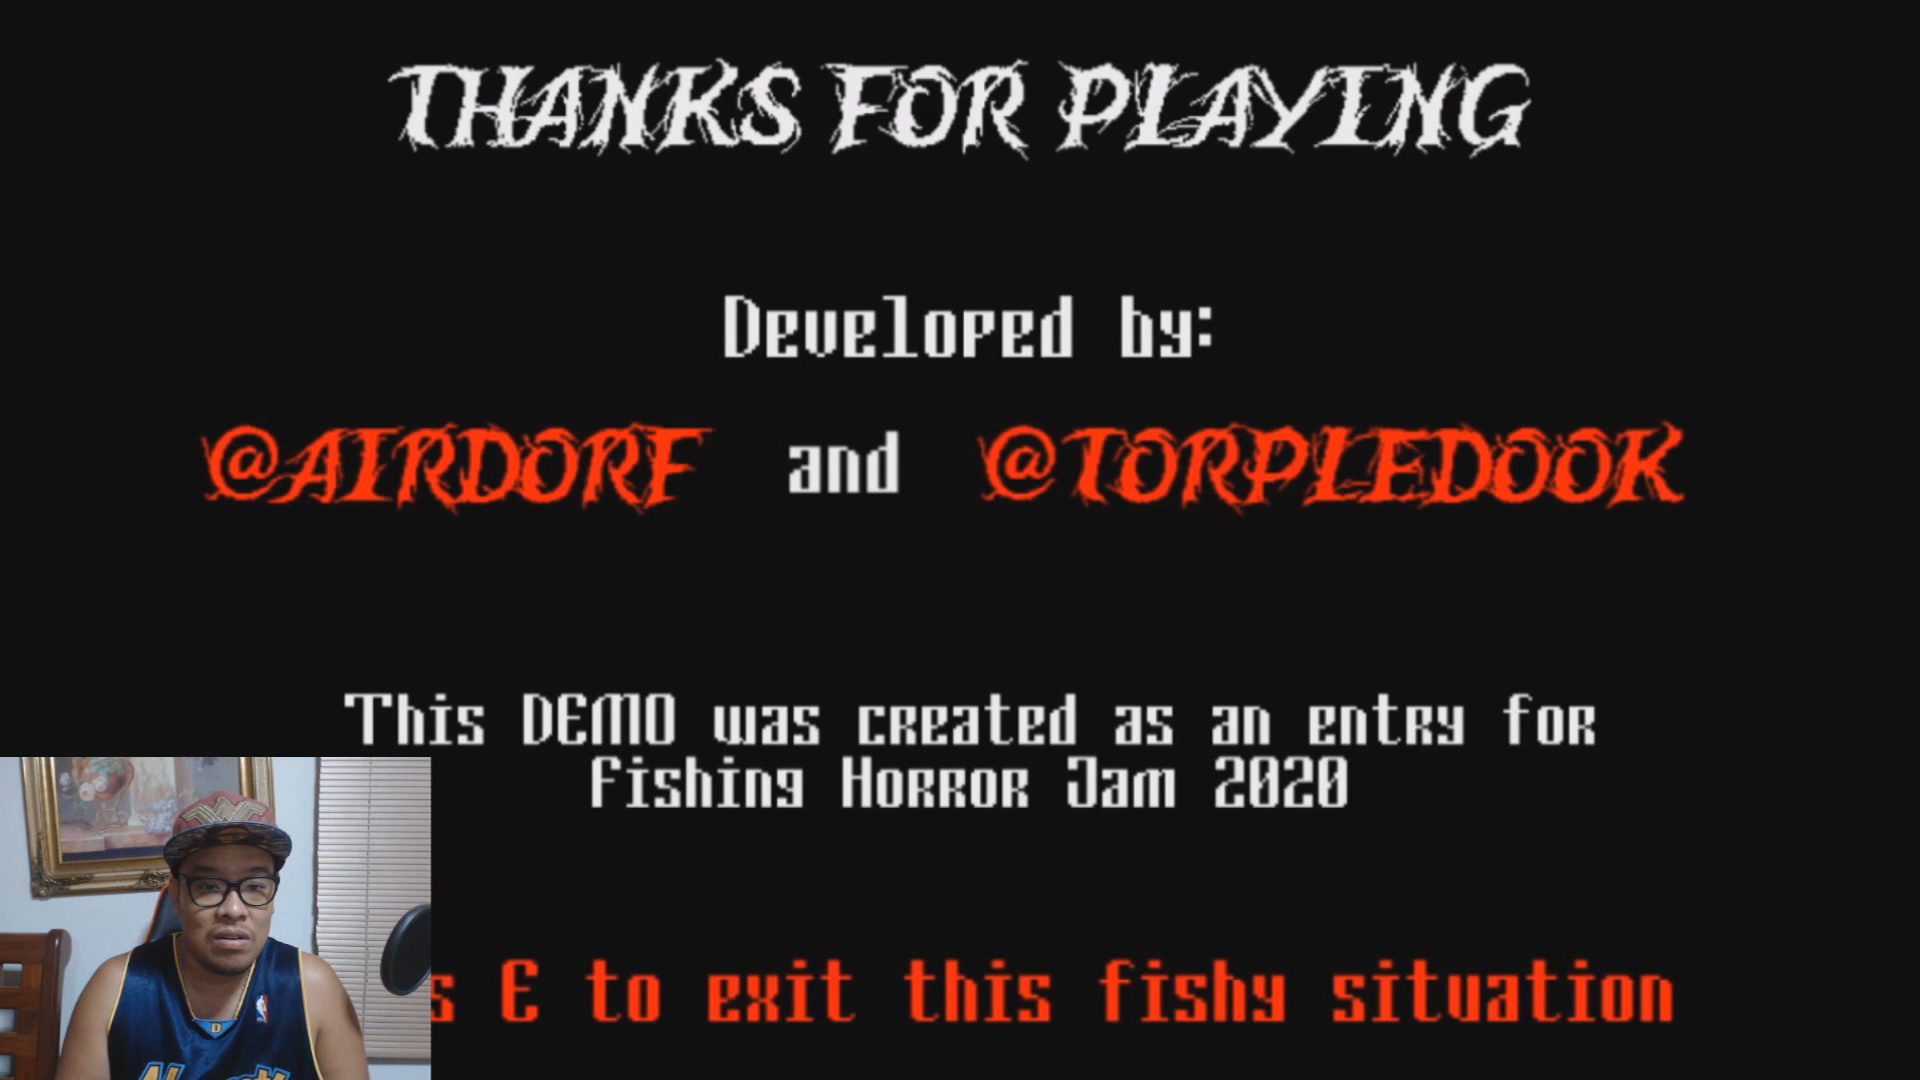 THANKS FOR PLAYING
Developed by:
@AIRDORF and @TORPLEDOOK
This DEMO was created as an entry for
Fishing Horror Jam 2020
s E to exit this fishy situation